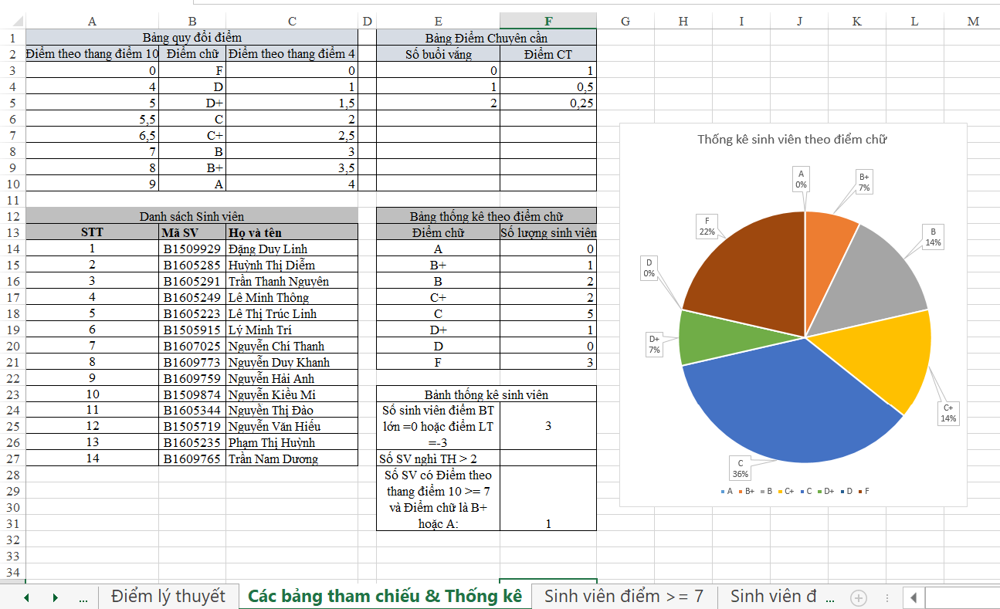 A B C D E F G H I J K L M
1 Bảng quy đổi điểm Bảng Điểm Chuyên cần
2 Điểm theo thang điểm 10 Điểm chữ Điểm theo thang điểm 4 Số buổi vắng Điểm CT
3 0 F 0 0 1
4 4 D 1 1 0,5
5 5 D+ 1,5 2 0,25
6 5,5 C 2
7 6,5 C+ 2,5
8 7 B 3
9 8 B+ 3,5
10 9 A 4
11
12 Danh sách Sinh viên Bảng thống kê theo điểm chữ
13 STT Mã SV Họ và tên Điểm chữ Số lượng sinh viên
14 1 B1509929 Đặng Duy Linh A 0
15 2 B1605285 Huỳnh Thị Diễm B+ 1
16 3 B1605291 Trần Thanh Nguyên B 2
17 4 B1605249 Lê Minh Thông C+ 2
18 5 B1605223 Lê Thị Trúc Linh C 5
19 6 B1505915 Lý Minh Trí D+ 1
20 7 B1607025 Nguyễn Chí Thanh D 0
21 8 B1609773 Nguyễn Duy Khanh F 3
22 9 B1609759 Nguyễn Hải Anh
23 10 B1509874 Nguyễn Kiều Mi Bảnh thống kê sinh viên
24 11 B1605344 Nguyễn Thị Đào Số sinh viên điểm BT
25 12 B1505719 Nguyễn Văn Hiếu lớn =0 hoặc điểm LT 3
26 13 B1605235 Phạm Thị Huỳnh =-3
27 14 B1609765 Trần Nam Dương Số SV nghỉ TH > 2
28 Số SV có Điểm theo
29 thang điểm 10 >= 7
30 và Điểm chữ là B+
31 hoặc A: 1
32
33
34
Thống kê sinh viên theo điểm chữ
A
0%
B+
7%
F
22%
B
14%
D
0%
D+
7%
C+
14%
C
36%
A B+ B C+ C D+ D F
... Điểm lý thuyết Các bảng tham chiếu & Thống kê Sinh viên điểm >= 7 Sinh viên đ ...